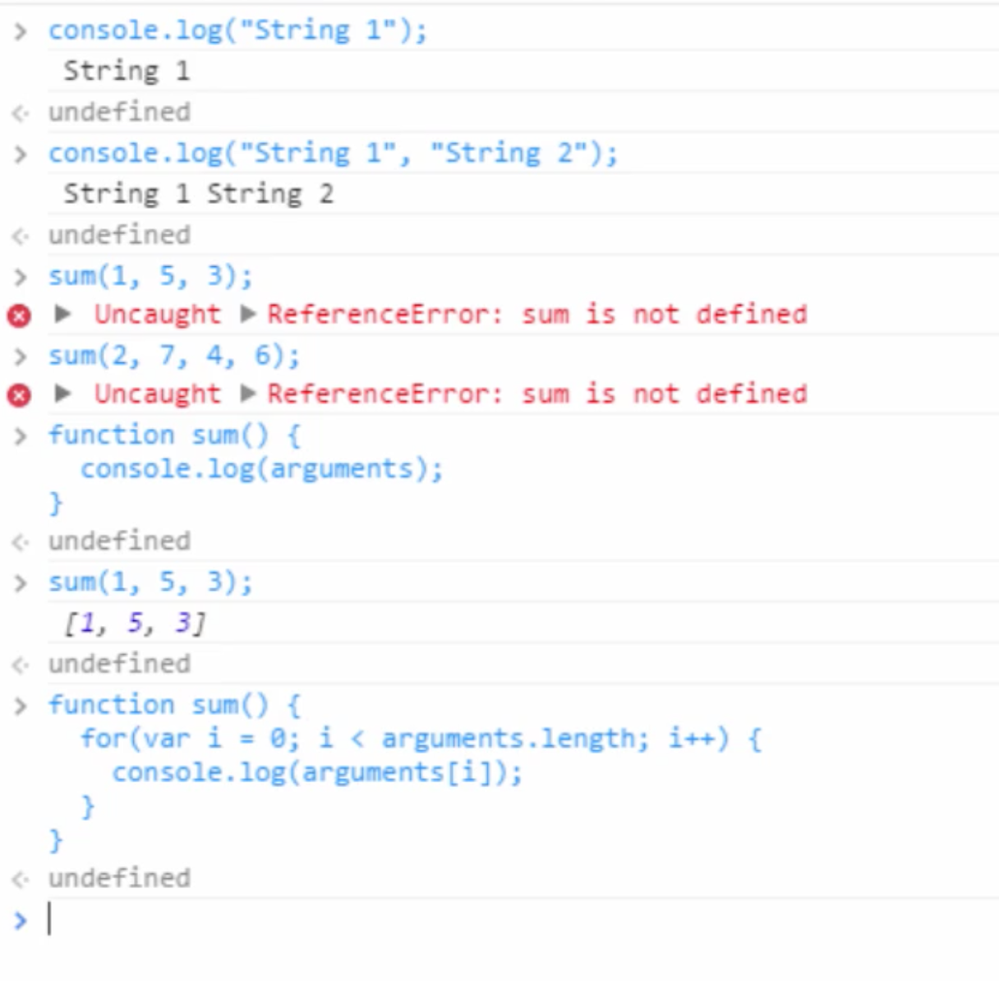 > console.log("String 1");
String 1
<· undefined
> console.log("String 1", "String 2");
String 1 String 2
<· undefined
> sum(1, 5, 3);
▶ Uncaught ▶ ReferenceError: sum is not defined
> sum(2, 7, 4, 6);
▶ Uncaught ▶ ReferenceError: sum is not defined
> function sum() {
console.log(arguments);
}
<· undefined
> sum(1, 5, 3);
[1, 5, 3]
<· undefined
> function sum() {
for(var i = 0; i < arguments.length; i++) {
console.log(arguments[i]);
}
}
<· undefined
>